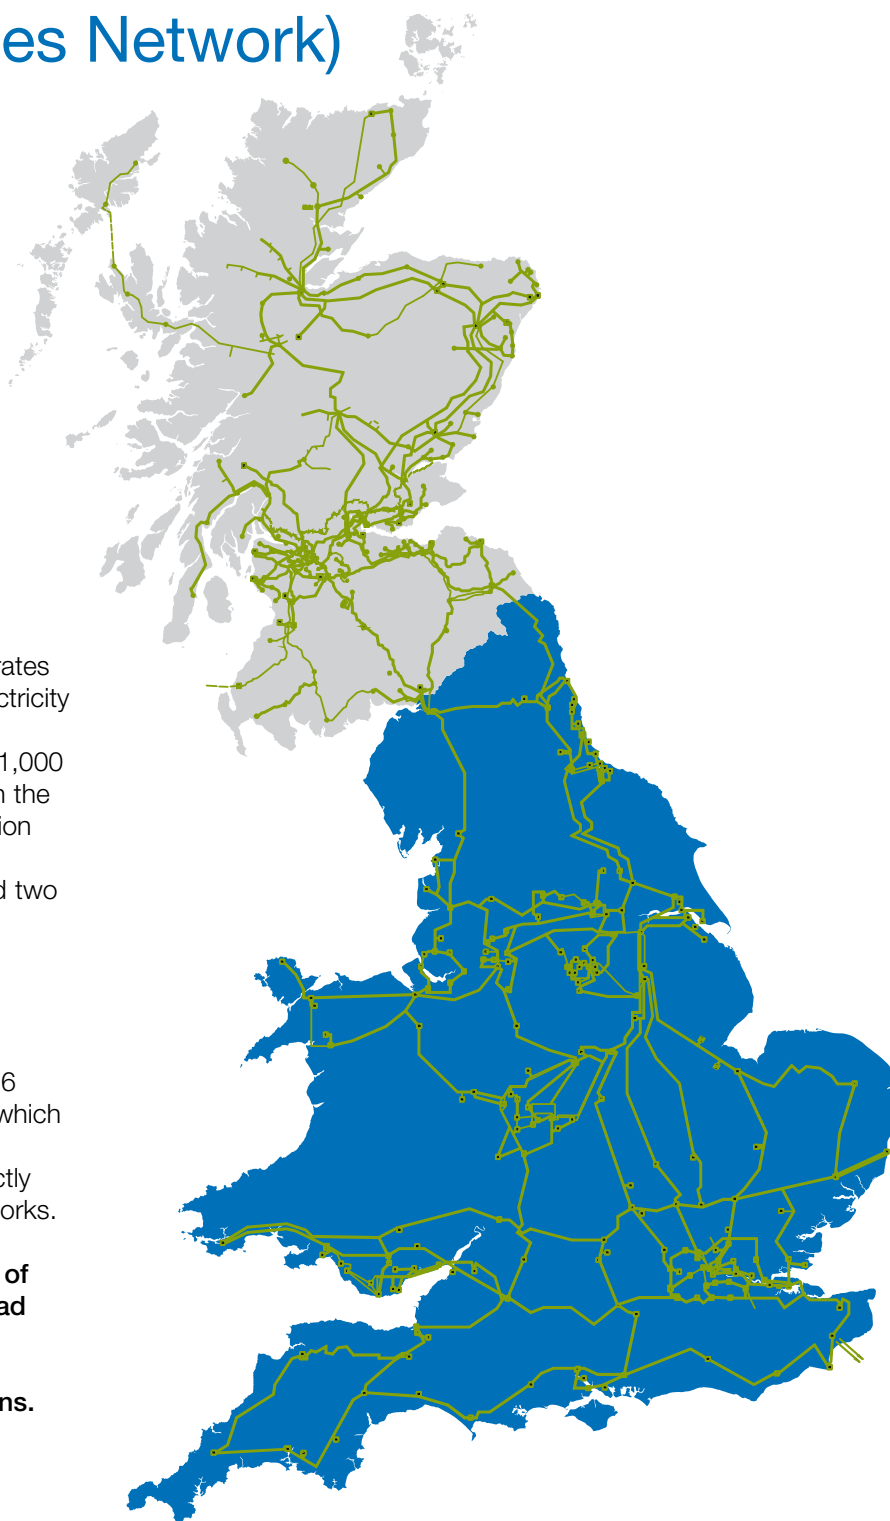 es Network)
rates
ctricity
1,000
n the
ion
d two
6
which
ctly
orks.
of
ad
ns.